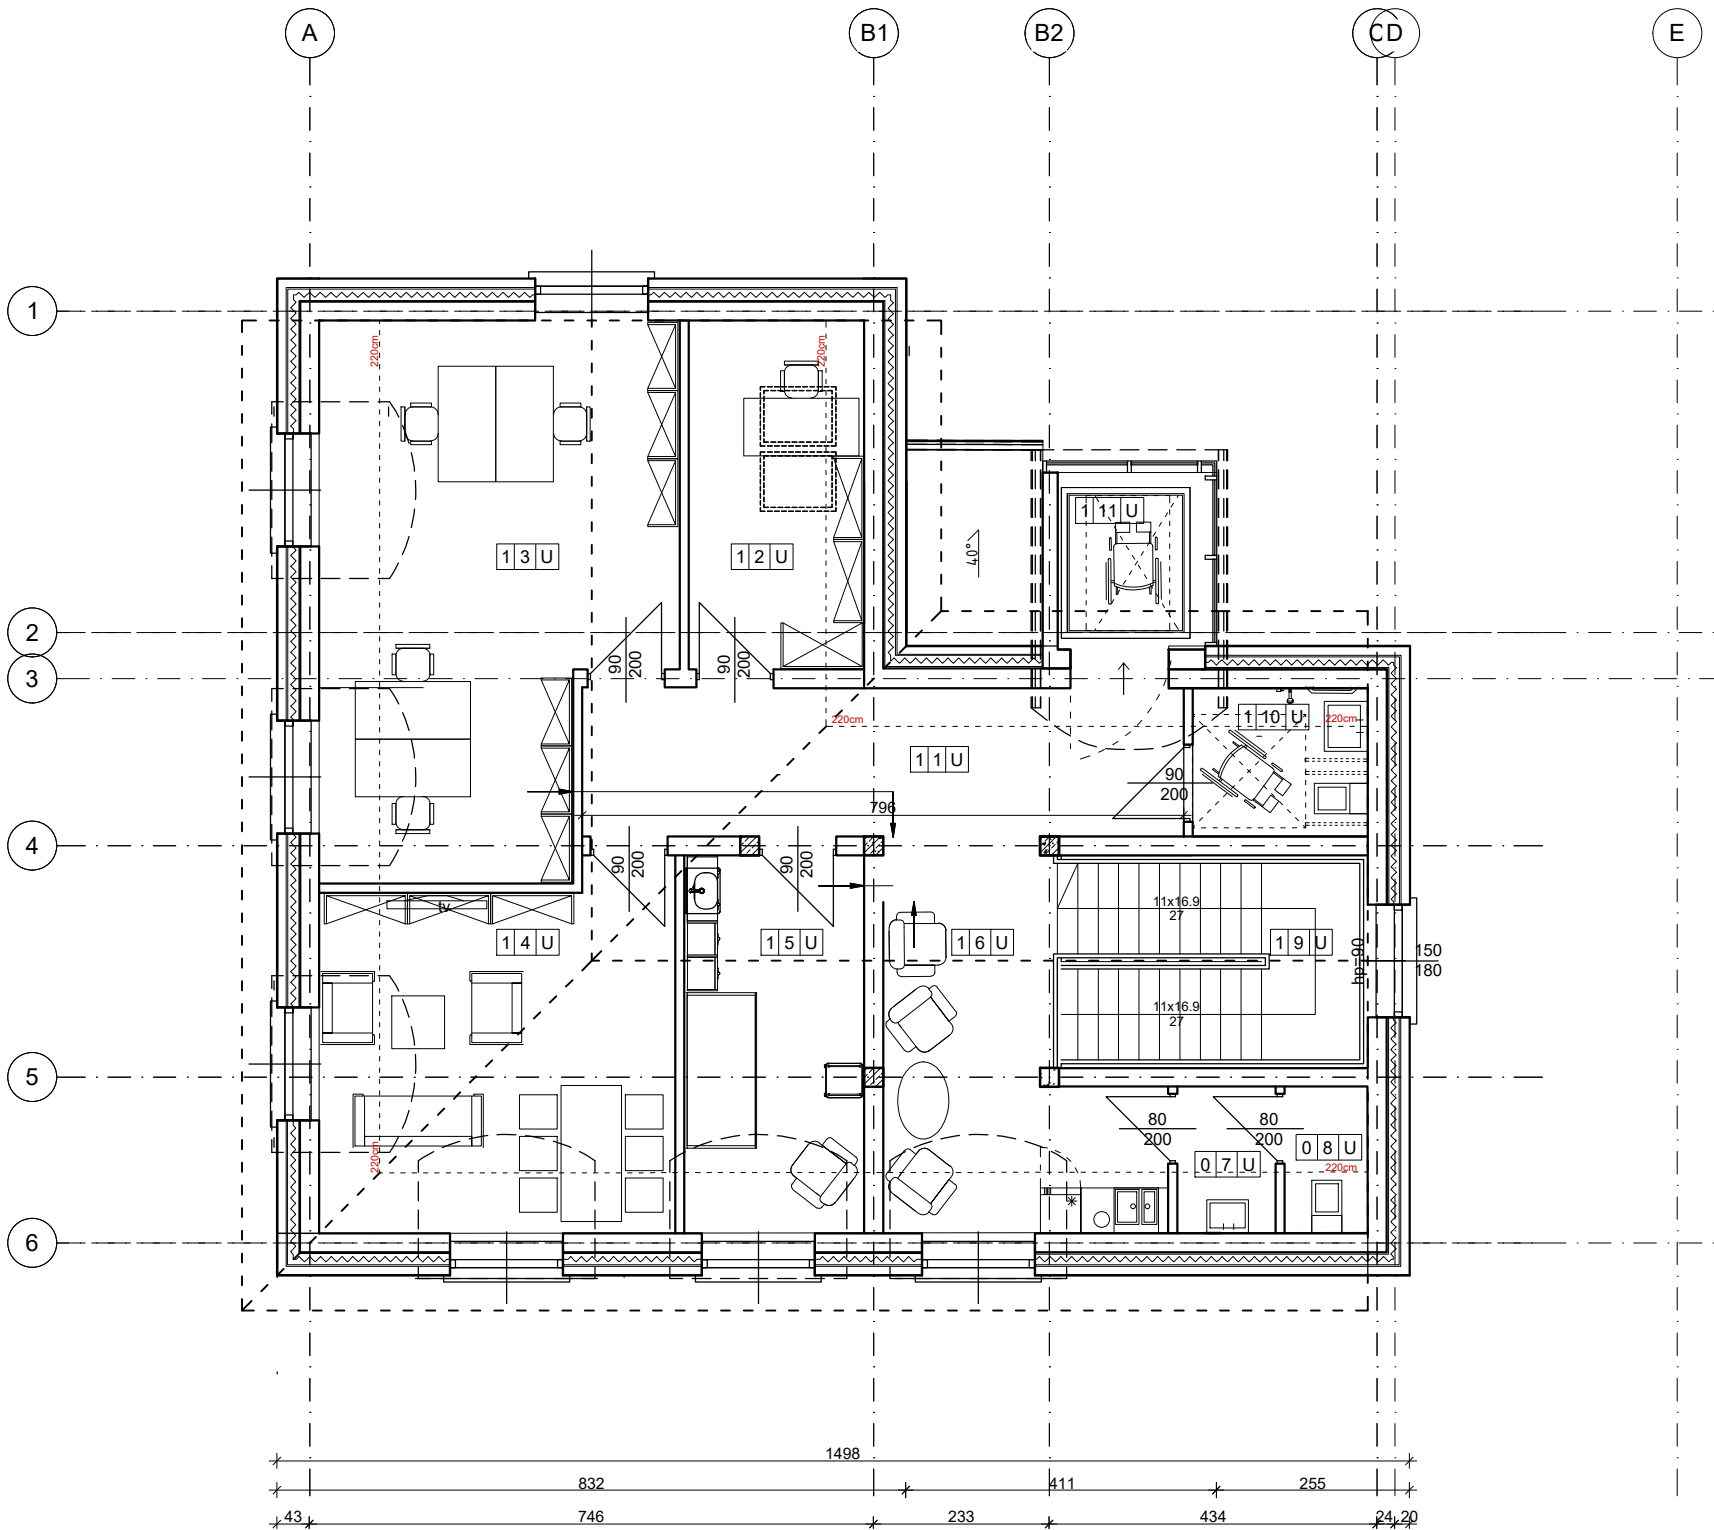 A B1 B2 C D E
1
220cm
220cm
1 11 U
1 3 U
1 2 U
40°
2
90
200
90
200
3
220cm
1 10 U
220cm
1 1 U
90
200
796
4
90
200
90
200
tv
11x16.9
27
1 4 U
1 5 U
1 6 U
1 9 U
hp=90
150
180
11x16.9
27
5
80
200
80
200
0 8 U
220cm
0 7 U
220cm
6
1498
832 411 255
43 746 233 434 24 20